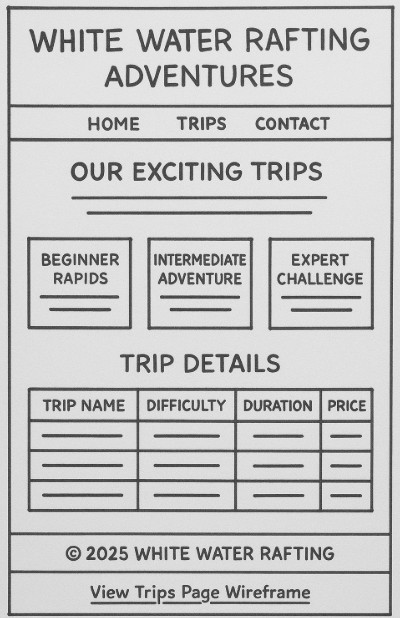 WHITE WATER RAFTING
ADVENTURES
HOME TRIPS CONTACT
OUR EXCITING TRIPS
BEGINNER
RAPIDS
INTERMEDIATE
ADVENTURE
EXPERT
CHALLENGE
TRIP DETAILS
TRIP NAME DIFFICULTY DURATION PRICE
© 2025 WHITE WATER RAFTING
View Trips Page Wireframe